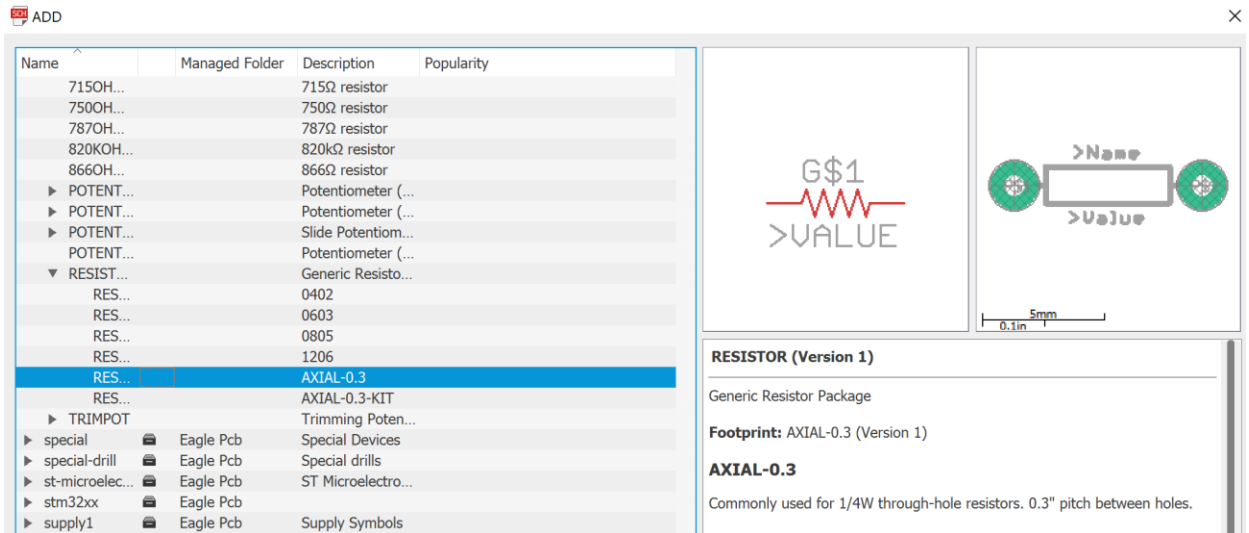 SCH ADD
Name Managed Folder Description Popularity
715OH... 715Ω resistor
750OH... 750Ω resistor
787OH... 787Ω resistor
820KOH... 820kΩ resistor
866OH... 866Ω resistor
POTENT... Potentiometer (...
POTENT... Potentiometer (...
POTENT... Slide Potentiom...
POTENT... Potentiometer (...
RESIST... Generic Resisto...
RES... 0402
RES... 0603
RES... 0805
RES... 1206
RES... AXIAL-0.3
RES... AXIAL-0.3-KIT
TRIMPOT Trimming Poten...
special Eagle Pcb Special Devices
special-drill Eagle Pcb Special drills
st-microelec... Eagle Pcb ST Microelectro...
stm32xx Eagle Pcb
supply1 Eagle Pcb Supply Symbols
G$1
>VALUE
>Name
>Value
5mm
0.1in
RESISTOR (Version 1)
Generic Resistor Package
Footprint: AXIAL-0.3 (Version 1)
AXIAL-0.3
Commonly used for 1/4W through-hole resistors. 0.3" pitch between holes.